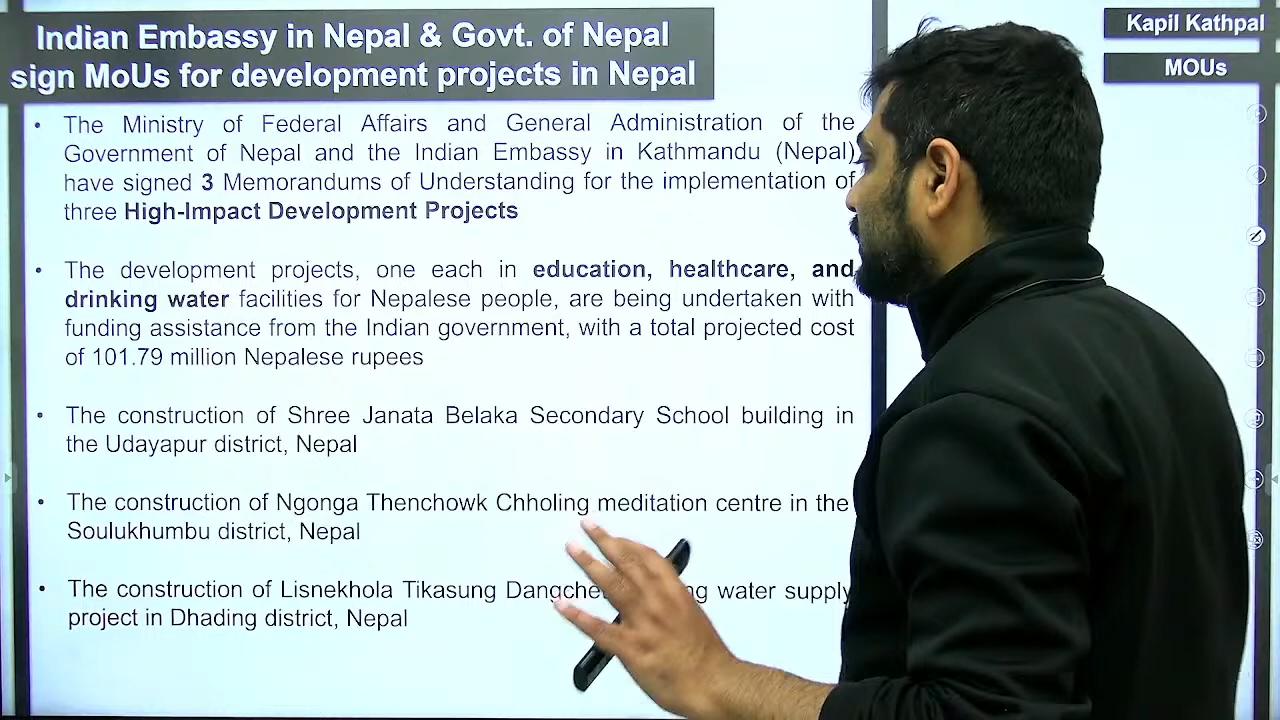 Indian Embassy in Nepal & Govt. of Nepal
sign MoUs for development projects in Nepal
Kapil Kathpal
MOUs
• The Ministry of Federal Affairs and General Administration of the
Government of Nepal and the Indian Embassy in Kathmandu (Nepal)
have signed 3 Memorandums of Understanding for the implementation of
three High-Impact Development Projects
• The development projects, one each in education, healthcare, and
drinking water facilities for Nepalese people, are being undertaken with
funding assistance from the Indian government, with a total projected cost
of 101.79 million Nepalese rupees
• The construction of Shree Janata Belaka Secondary School building in
the Udayapur district, Nepal
• The construction of Ngonga Thenchowk Chholing meditation centre in the
Soulukhumbu district, Nepal
• The construction of Lisnekhola Tikasung water supply
project in Dhading district, Nepal